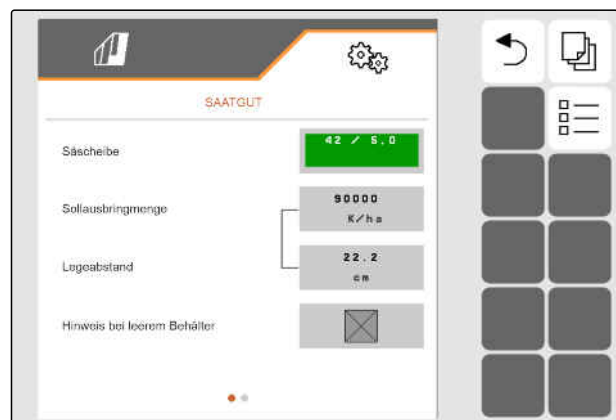 SAATGUT
Säscheibe
42 / 5,0
Sollausbringmenge
90000
K/ha
Legeabstand
22.2
cm
Hinweis bei leerem Behälter